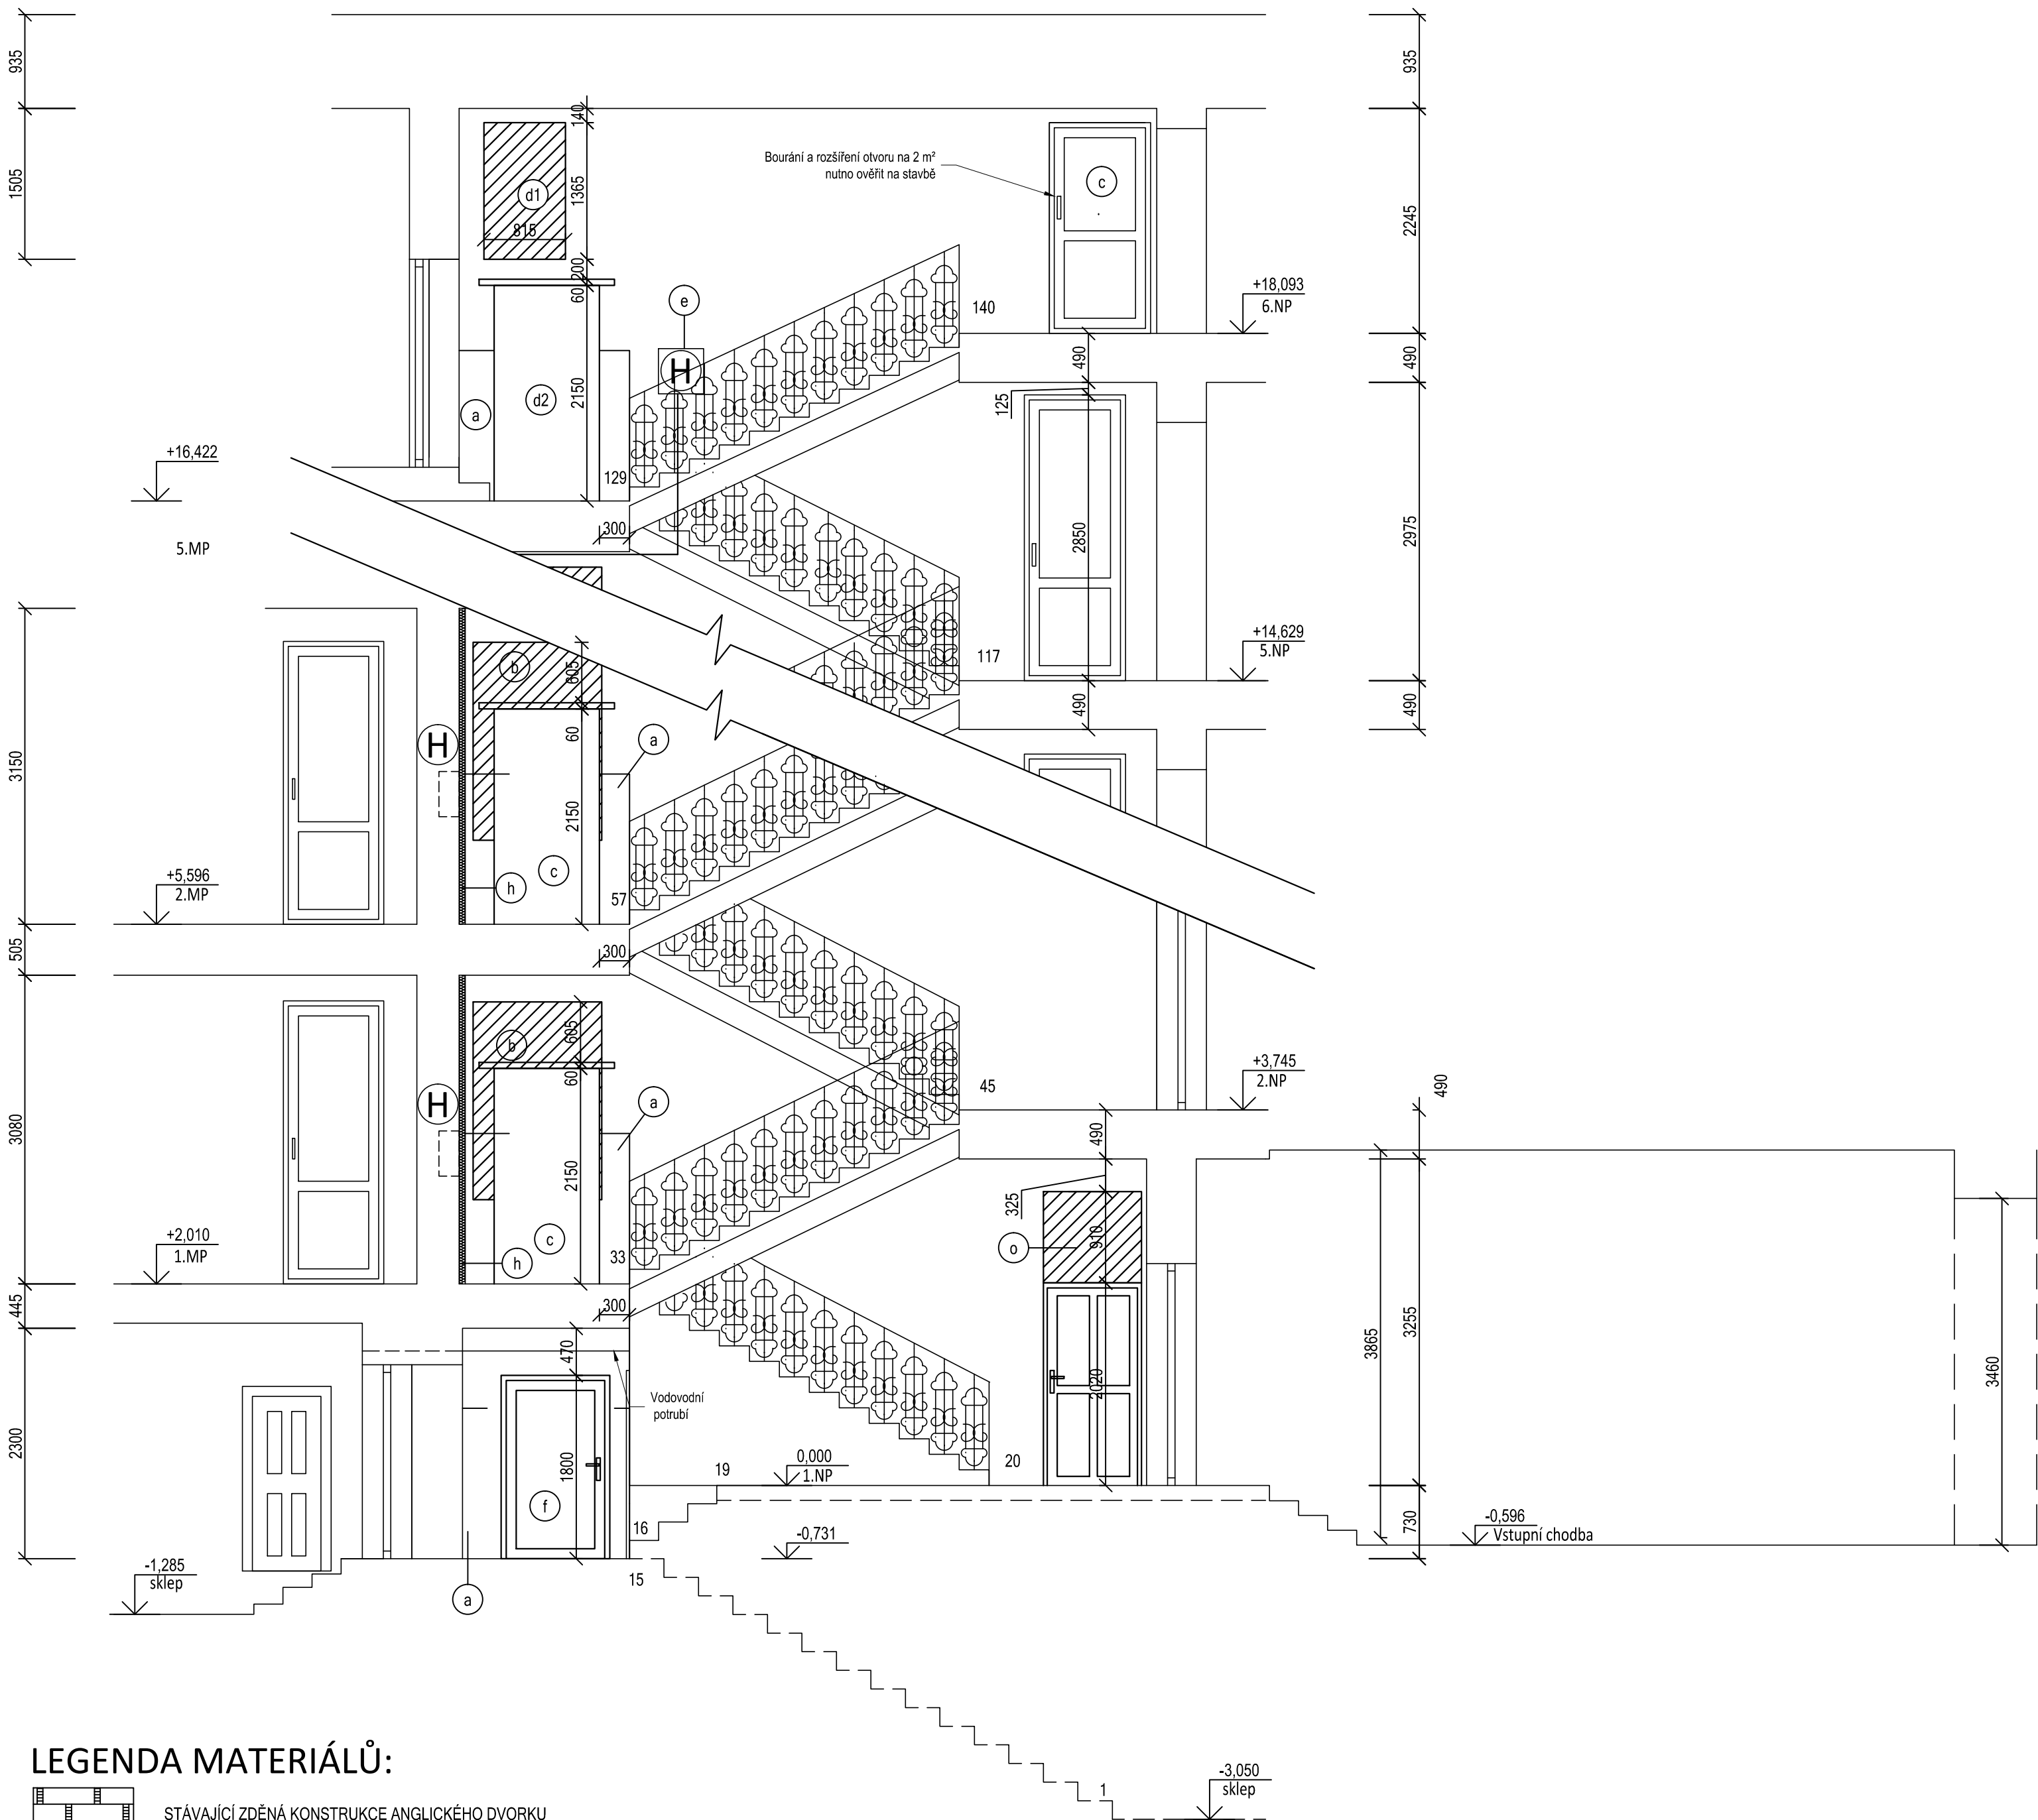 935
935
140
1505
1365
d1
815
Bourání a rozšíření otvoru na 2 m²
nutno ověřit na stavbě
c
2245
200
60
e
+18,093
6.NP
140
H
490
490
2150
d2
a
125
+16,422
129
5.MP
300
2850
2975
+14,629
5.NP
117
b
605
490
490
60
H
a
3150
2150
c
h
57
+5,596
2.MP
505
300
605
b
60
+3,745
2.NP
490
45
H
a
3080
490
2150
325
910
o
c
h
33
+2,010
1.MP
445
300
3865
3255
3460
470
2020
Vodovodní
potrubí
2300
1800
f
19
0,000
1.NP
20
16
-0,731
730
-0,596
Vstupní chodba
-1,285
sklep
a
15
1
-3,050
sklep
LEGENDA MATERIÁLŮ:
STÁVAJÍCÍ ZDĚNÁ KONSTRUKCE ANGLICKÉHO DVORKU